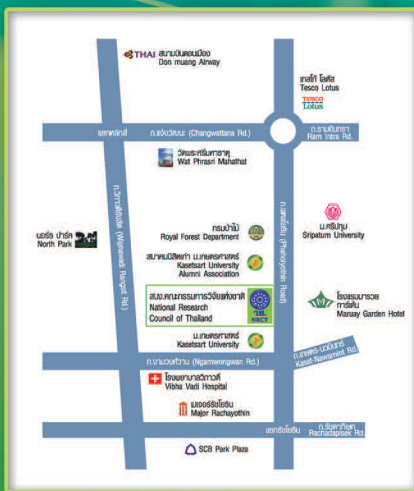 THAI
สนามบินดอนเมือง
Don muang Airway
เทสโก้ โลตัส
Tesco Lotus
TESCO
Lotus
แยกหลักสี่
ถ.แจ้งวัฒนะ (Changwattana Rd.)
ถ.รามอินทรา
Ram Intra Rd.
วัดพระศรีมหาธาตุ
Wat Phrasri Mahathat
ถ.วิภาวดีรังสิต (Wiphawadi Rangsit Rd.)
ถ.พหลโยธิน (Phahonyothin Road)
นอร์ธ ปาร์ค
North Park
กรมป่าไม้
Royal Forest Department
ม.ศรีปทุม
Sripatum University
สมาคมนิสิตเก่า ม.เกษตรศาสตร์
Kasetsart University
Alumni Association
สนง.คณะกรรมการวิจัยแห่งชาติ
National Research
Council of Thailand
วช.
NRCT
โรงแรมมารวย
การ์เด้น
Maruay Garden Hotel
ม.เกษตรศาสตร์
Kasetsart University
ถ.งามวงศ์วาน (Ngamwongwan Rd.)
ถ.เกษตร-นวมินทร์
Kaset-Nawamint Rd.
โรงพยาบาลวิภาวดี
Vibha Vadi Hospital
เมเจอร์รัชโยธิน
Major Rachayothin
แยกรัชโยธิน
ถ.รัชดาภิเษก
Rachadapisek Rd.
SCB Park Plaza